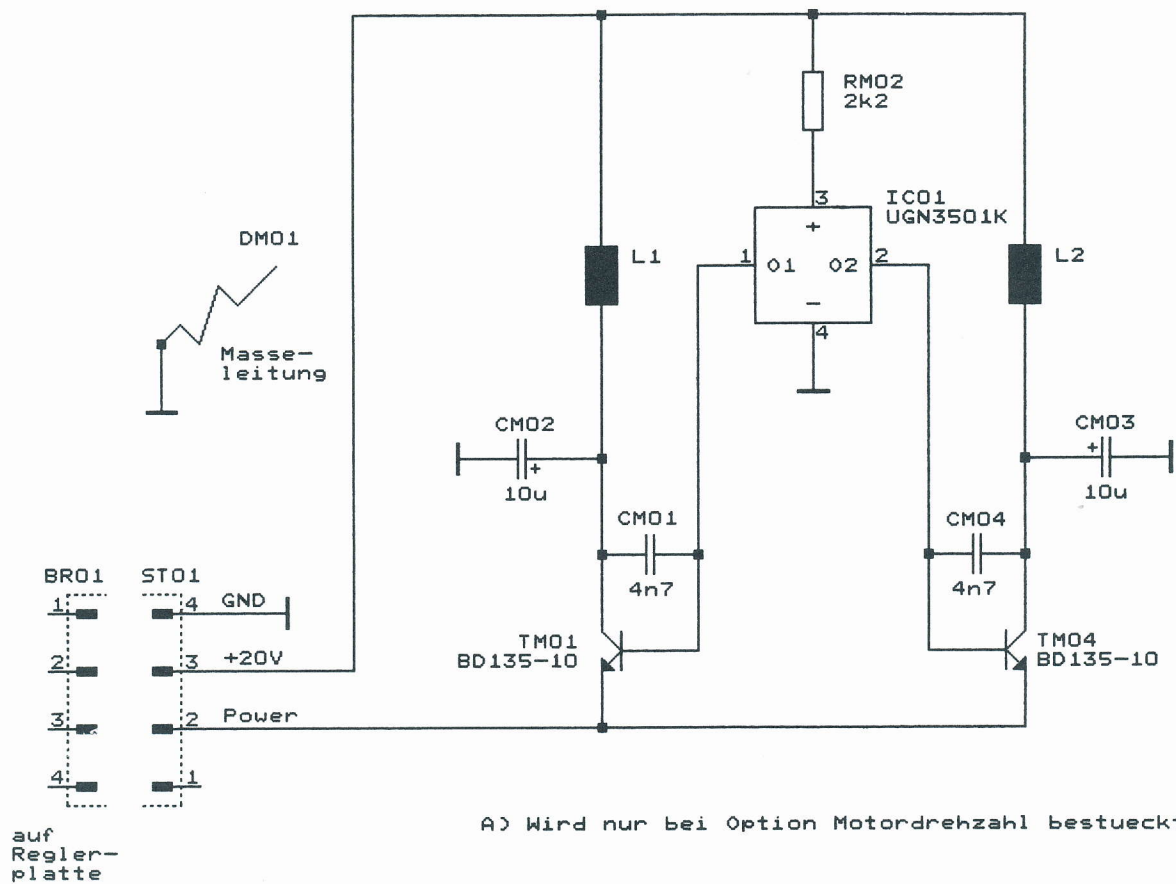 RM02
2k2
IC01
UGN3501K
3
+
1
O1
O2
2
−
4
L1
L2
DM01
Masse-
leitung
CM02
+
10u
CM03
+
10u
CM01
4n7
CM04
4n7
BR01
ST01
1
4
GND
2
3
+20V
3
2
Power
4
1
TM01
BD135-10
TM04
BD135-10
A) Wird nur bei Option Motordrehzahl bestueckt
auf
Regler-
platte